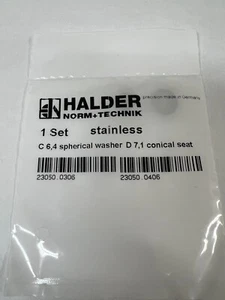 HALDER
NORM+TECHNIK
precision made in Germany
1 Set stainless
C 6,4 spherical washer D 7,1 conical seat
23050.0306 23050.0406